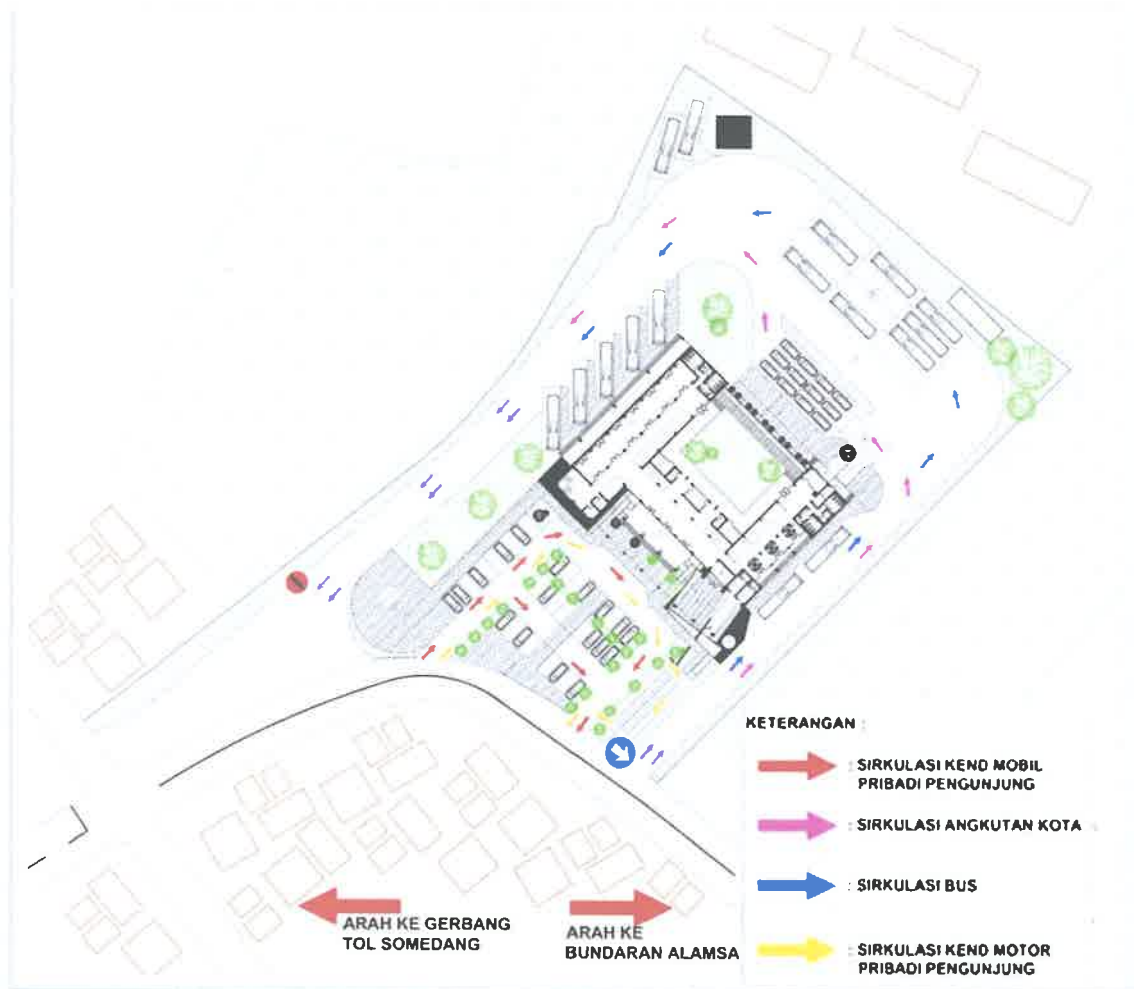 KETERANGAN :
: SIRKULASI KEND MOBIL
PRIBADI PENGUNJUNG
: SIRKULASI ANGKUTAN KOTA
: SIRKULASI BUS
: SIRKULASI KEND MOTOR
PRIBADI PENGUNJUNG
ARAH KE GERBANG
TOL SOMEDANG
ARAH KE
BUNDARAN ALAMSA